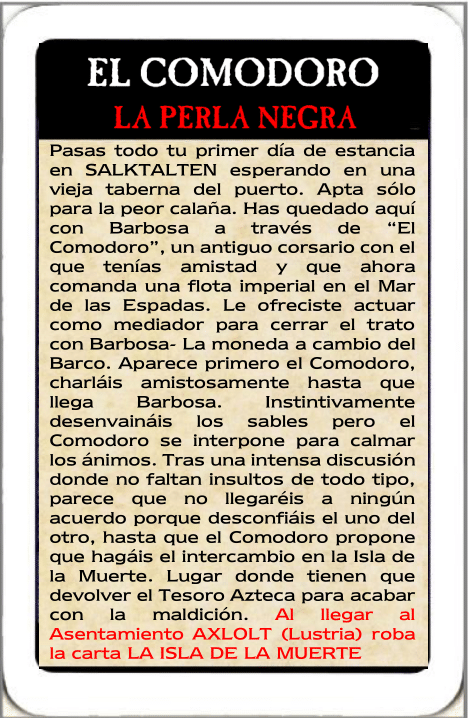 EL COMODORO
LA PERLA NEGRA
Pasas todo tu primer día de estancia
en SALKTALTEN esperando en una
vieja taberna del puerto. Apta sólo
para la peor calaña. Has quedado aquí
con Barbosa a través de “El
Comodoro”, un antiguo corsario con el
que tenías amistad y que ahora
comanda una flota imperial en el Mar
de las Espadas. Le ofreciste actuar
como mediador para cerrar el trato
con Barbosa- La moneda a cambio del
Barco. Aparece primero el Comodoro,
charláis amistosamente hasta que
llega Barbosa. Instintivamente
desenvaináis los sables pero el
Comodoro se interpone para calmar
los ánimos. Tras una intensa discusión
donde no faltan insultos de todo tipo,
parece que no llegaréis a ningún
acuerdo porque desconfiáis el uno del
otro, hasta que el Comodoro propone
que hagáis el intercambio en la Isla de
la Muerte. Lugar donde tienen que
devolver el Tesoro Azteca para acabar
con la maldición. Al llegar al
Asentamiento AXLOLT (Lustria) roba
la carta LA ISLA DE LA MUERTE